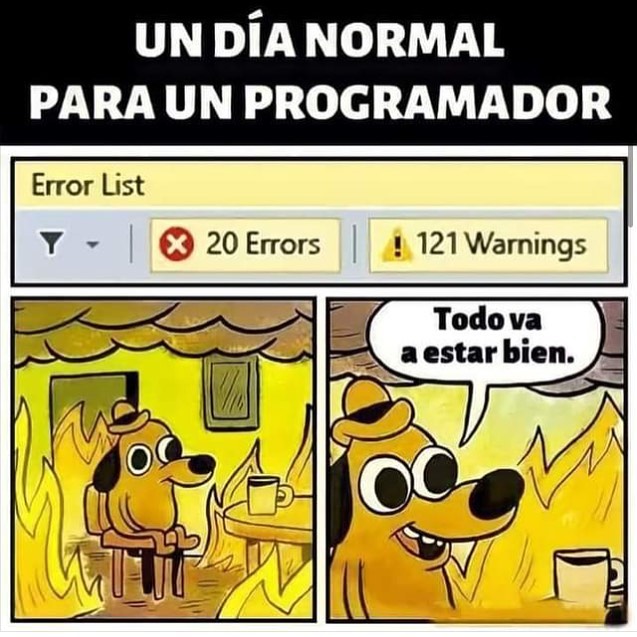 UN DÍA NORMAL
PARA UN PROGRAMADOR
Error List
20 Errors
121 Warnings
Todo va
a estar bien.